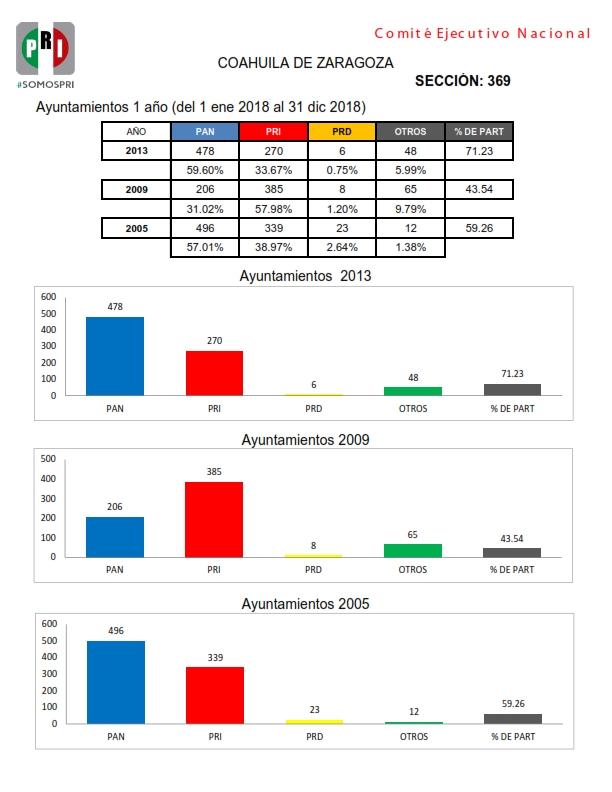 Comité Ejecutivo Nacional
PRI
#SOMOSPRI
COAHUILA DE ZARAGOZA
SECCIÓN: 369
Ayuntamientos 1 año (del 1 ene 2018 al 31 dic 2018)
AÑO PAN PRI PRD OTROS % DE PART
2013 478 270 6 48 71.23
59.60% 33.67% 0.75% 5.99%
2009 206 385 8 65 43.54
31.02% 57.98% 1.20% 9.79%
2005 496 339 23 12 59.26
57.01% 38.97% 2.64% 1.38%
Ayuntamientos 2013
600
500
400
300
200
100
0
478 270 6 48 71.23
PAN PRI PRD OTROS % DE PART
Ayuntamientos 2009
500
400
300
200
100
0
206 385 8 65 43.54
PAN PRI PRD OTROS % DE PART
Ayuntamientos 2005
600
500
400
300
200
100
0
496 339 23 12 59.26
PAN PRI PRD OTROS % DE PART